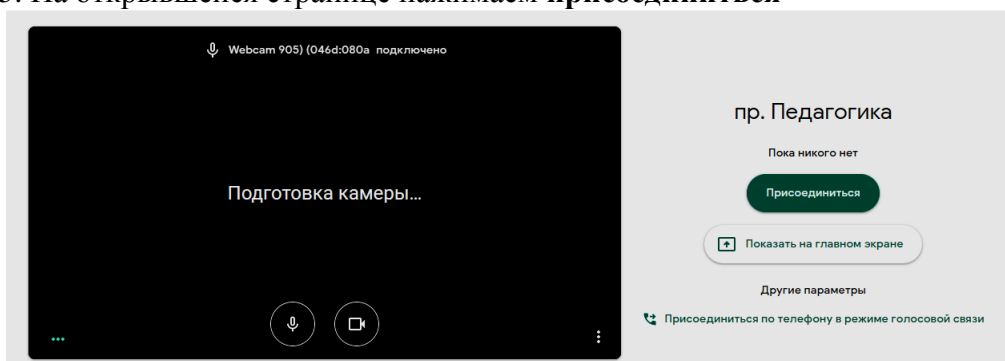 3. На открывшейся странице нажимаем присоединиться
Webcam 905) (046d:080a подключено
Подготовка камеры...
пр. Педагогика
Пока никого нет
Присоединиться
Показать на главном экране
Другие параметры
Присоединиться по телефону в режиме голосовой связи